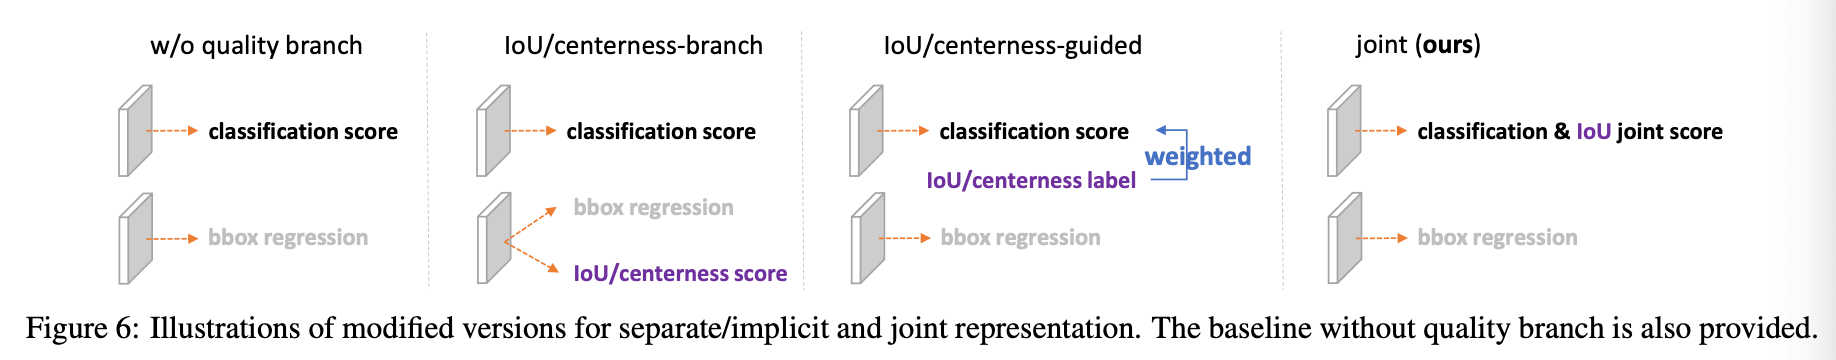 w/o quality branch
classification score
bbox regression
IoU/centerness-branch
classification score
bbox regression
IoU/centerness score
IoU/centerness-guided
classification score
weighted
IoU/centerness label
bbox regression
joint (ours)
classification & IoU joint score
bbox regression
Figure 6: Illustrations of modified versions for separate/implicit and joint representation. The baseline without quality branch is also provided.